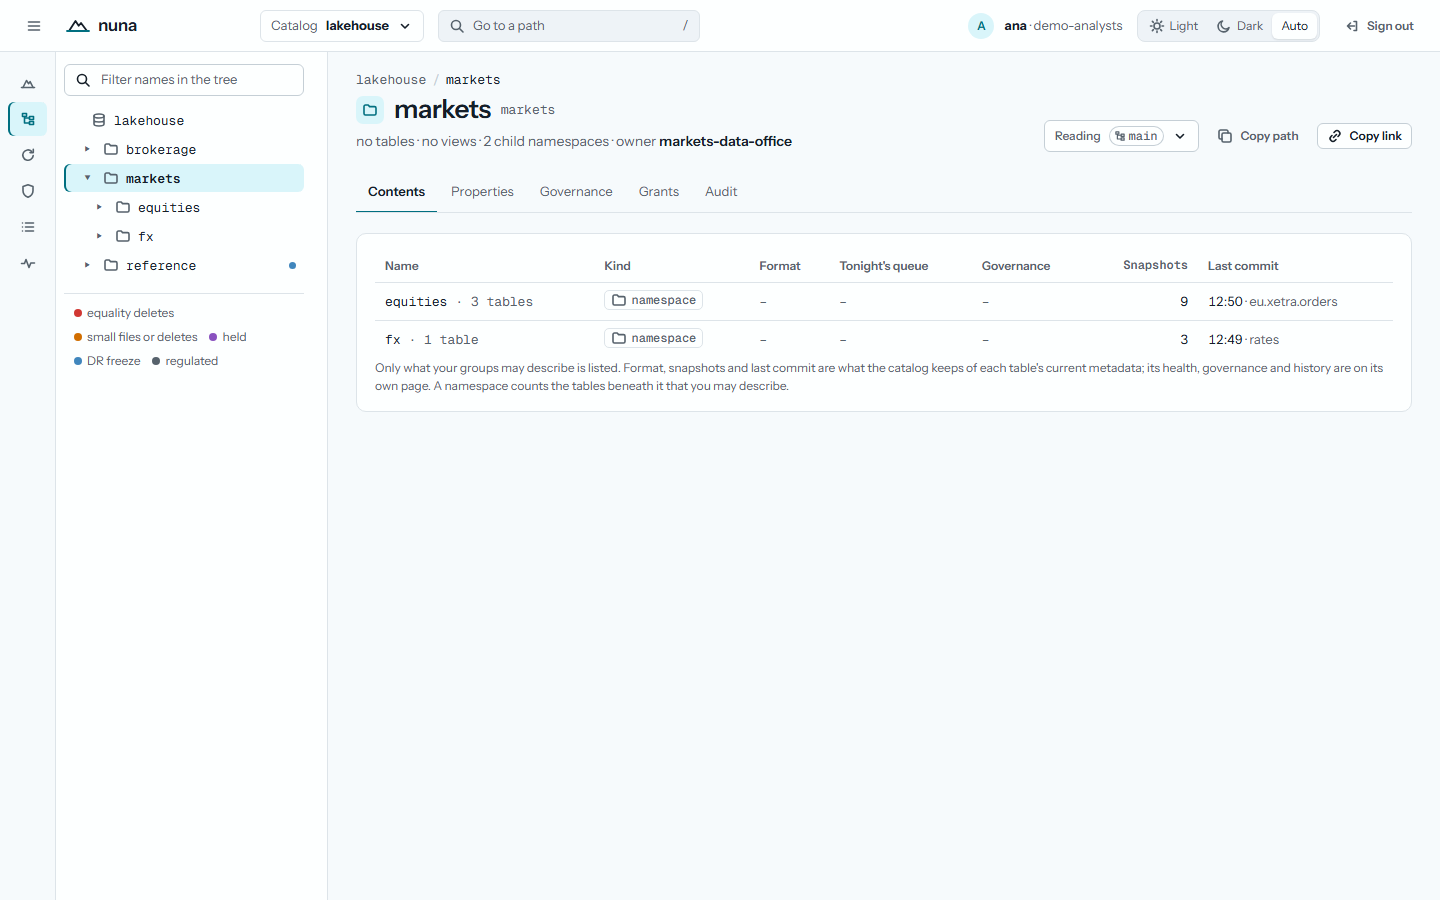 nuna
Catalog lakehouse
Go to a path /
A ana · demo-analysts
Light Dark Auto
Sign out
Filter names in the tree
lakehouse
brokerage
markets
equities
fx
reference
equality deletes
small files or deletes held
DR freeze regulated
lakehouse / markets
markets markets
no tables · no views · 2 child namespaces · owner markets-data-office
Reading main
Copy path
Copy link
Contents Properties Governance Grants Audit
Name Kind Format Tonight's queue Governance Snapshots Last commit
equities · 3 tables namespace – – – 9 12:50 · eu.xetra.orders
fx · 1 table namespace – – – 3 12:49 · rates
Only what your groups may describe is listed. Format, snapshots and last commit are what the catalog keeps of each table's current metadata; its health, governance and history are on its
own page. A namespace counts the tables beneath it that you may describe.